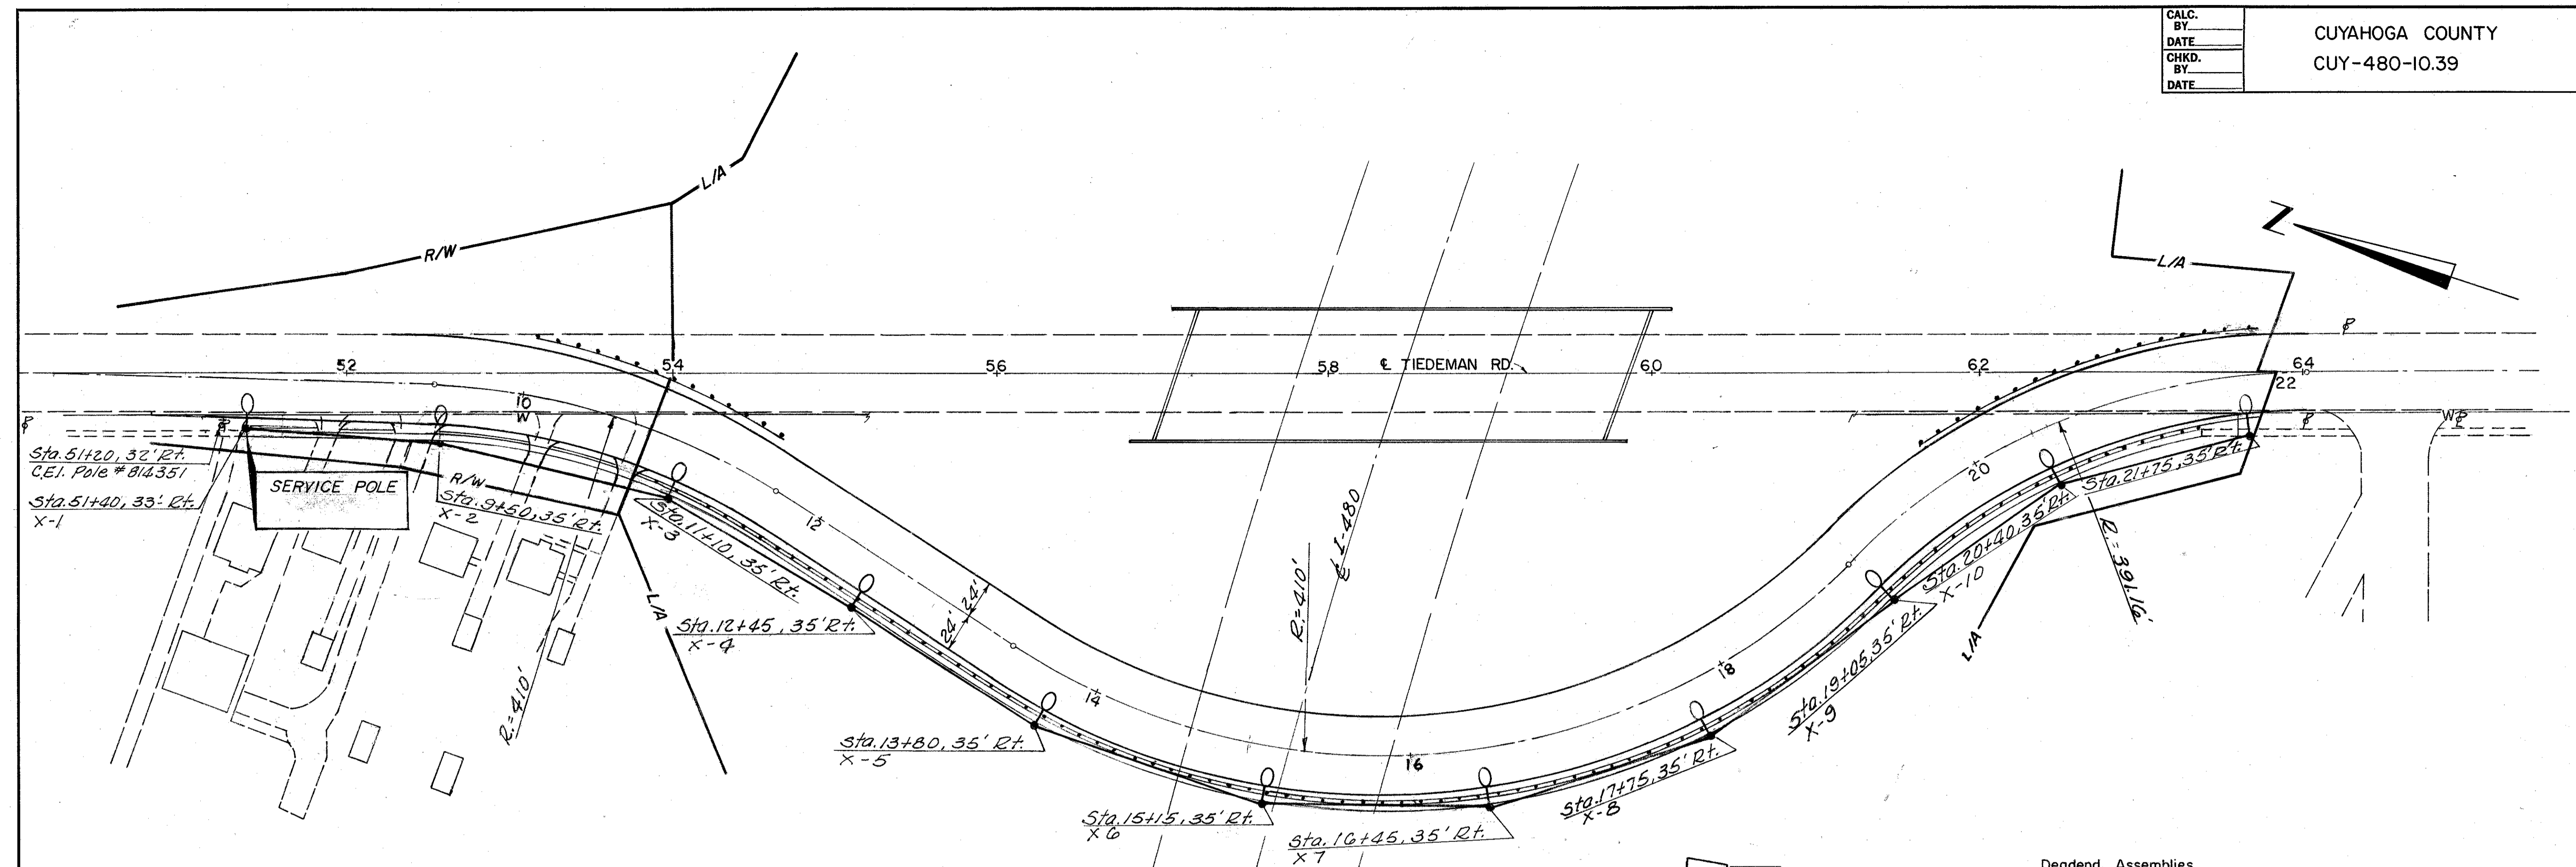 CALC.
BY
DATE
CHKD.
BY
DATE
CUYAHOGA COUNTY
CUY-480-10.39
L/A
R/W
L/A
N
52
54
56
58
℄ TIEDEMAN RD.
60
62
64
22
10
W
W
Sta. 51+20, 32' Rt.
C.E.I. Pole # 814351
Sta. 51+40, 33' Rt.
X-1
SERVICE POLE
R/W
Sta. 9+50, 35' Rt.
X-2
Sta. 11+10, 35' Rt.
X-3
12
L/A
R.=410'
Sta. 12+45, 35' Rt.
X-4
24' 24'
Sta. 13+80, 35' Rt.
X-5
14
R.=410'
℄ I-480
16
Sta. 15+15, 35' Rt.
X 6
Sta. 16+45, 35' Rt.
X 7
Sta. 17+75, 35' Rt.
X-8
18
Sta. 19+05, 35' Rt.
X-9
20
Sta. 20+40, 35' Rt.
X-10
Sta. 21+75, 35' Rt.
R.=391.16'
L/A
Deadend Assemblies